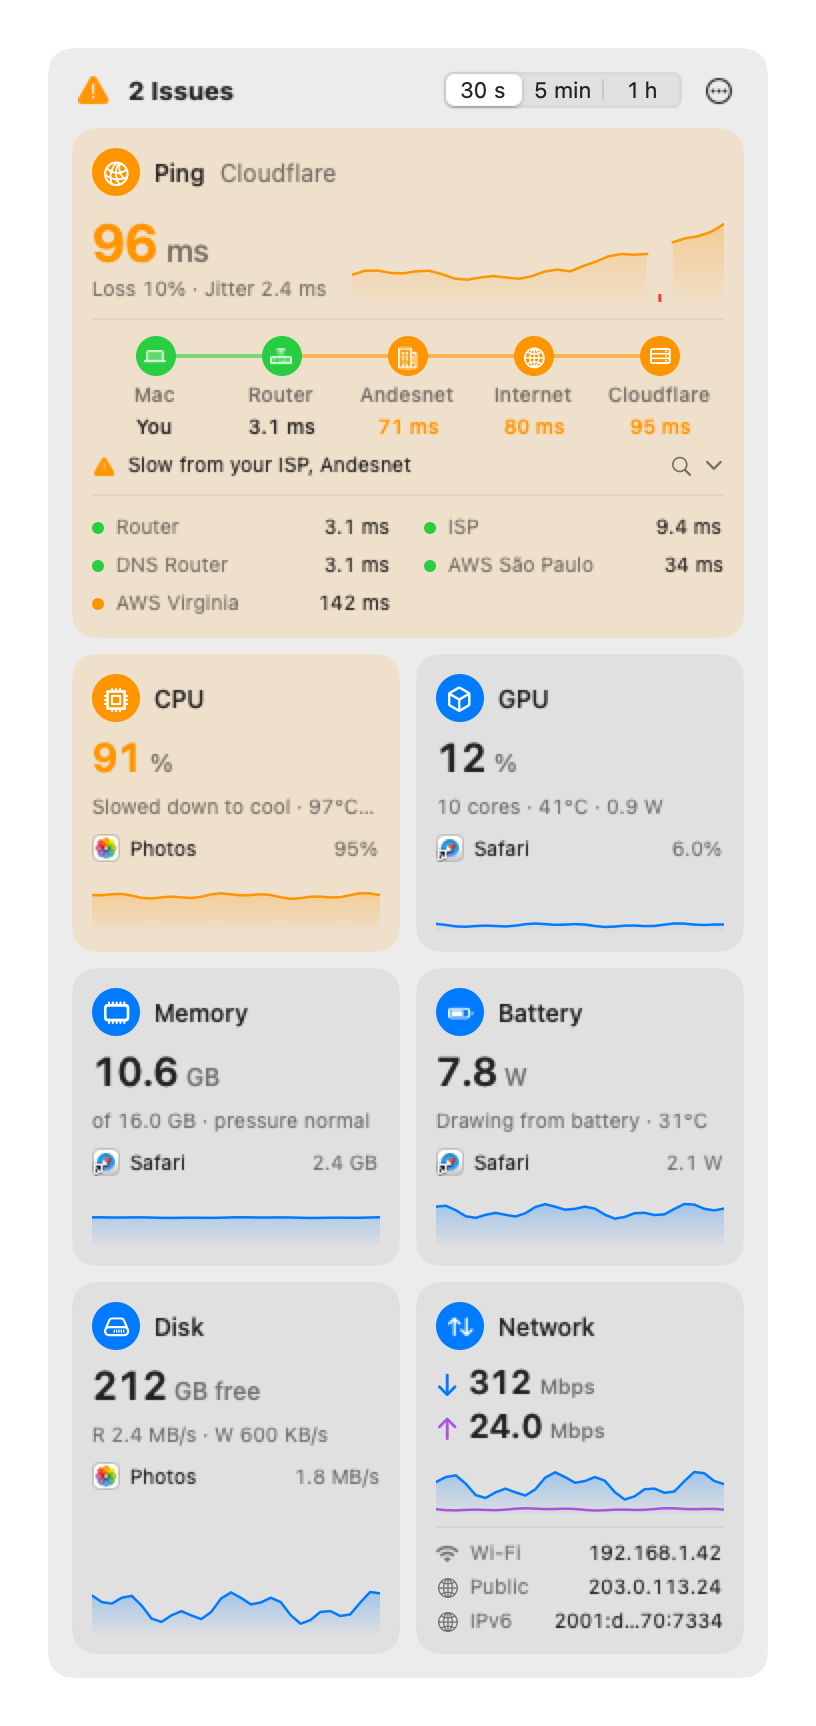 2 Issues
30 s 5 min 1 h
Ping Cloudflare
96 ms
Loss 10% · Jitter 2.4 ms
Mac Router Andesnet Internet Cloudflare
You 3.1 ms 71 ms 80 ms 95 ms
Slow from your ISP, Andesnet
Router 3.1 ms ISP 9.4 ms
DNS Router 3.1 ms AWS São Paulo 34 ms
AWS Virginia 142 ms
CPU
91 %
Slowed down to cool · 97°C...
Photos 95%
GPU
12 %
10 cores · 41°C · 0.9 W
Safari 6.0%
Memory
10.6 GB
of 16.0 GB · pressure normal
Safari 2.4 GB
Battery
7.8 W
Drawing from battery · 31°C
Safari 2.1 W
Disk
212 GB free
R 2.4 MB/s · W 600 KB/s
Photos 1.8 MB/s
Network
312 Mbps
24.0 Mbps
Wi-Fi 192.168.1.42
Public 203.0.113.24
IPv6 2001:d...70:7334